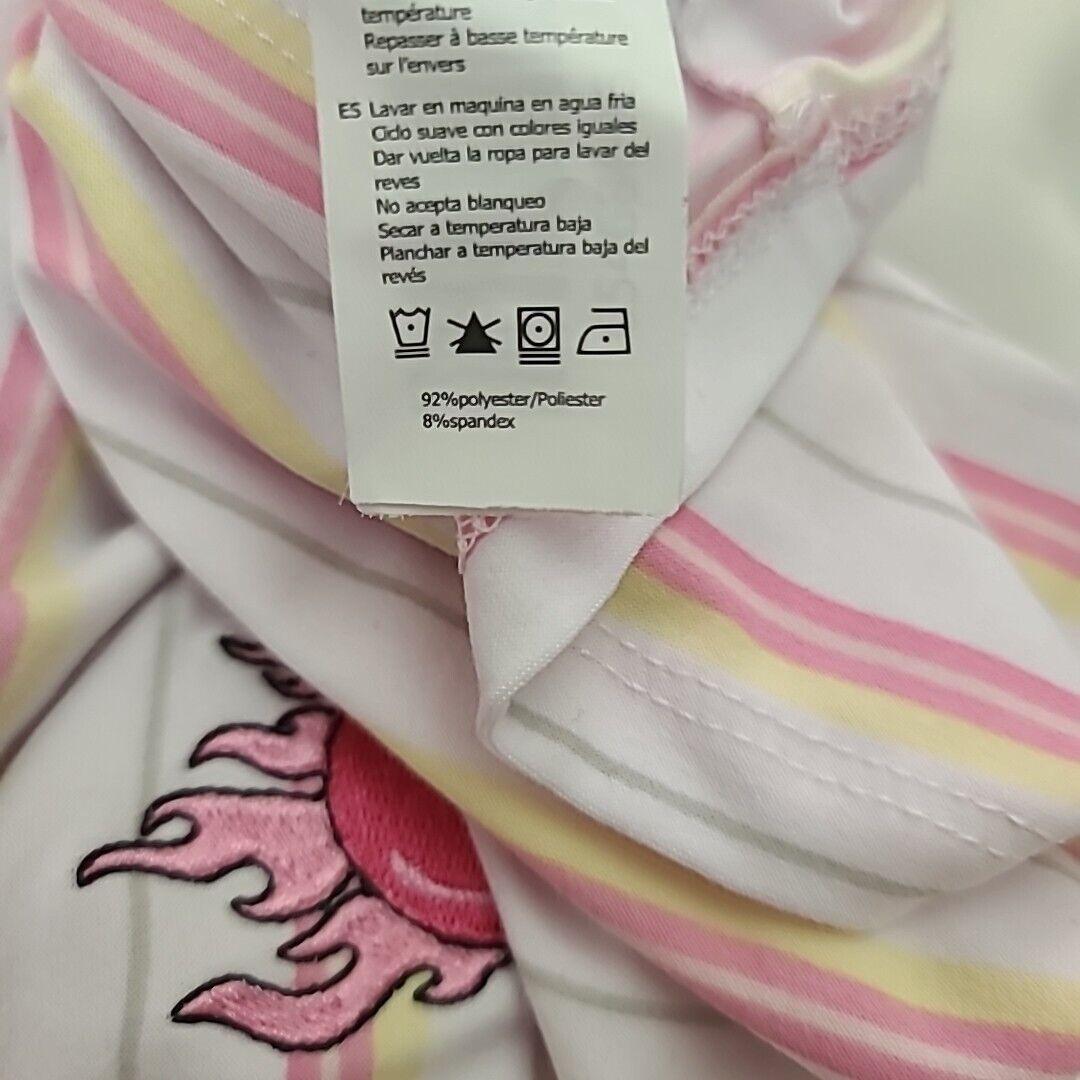 température
Repasser à basse température
sur l'envers
ES Lavar en maquina en agua fria
Ciclo suave con colores iguales
Dar vuelta la ropa para lavar del
reves
No acepta blanqueo
Secar a temperatura baja
Planchar a temperatura baja del
revés
92%polyester/Poliester
8%spandex